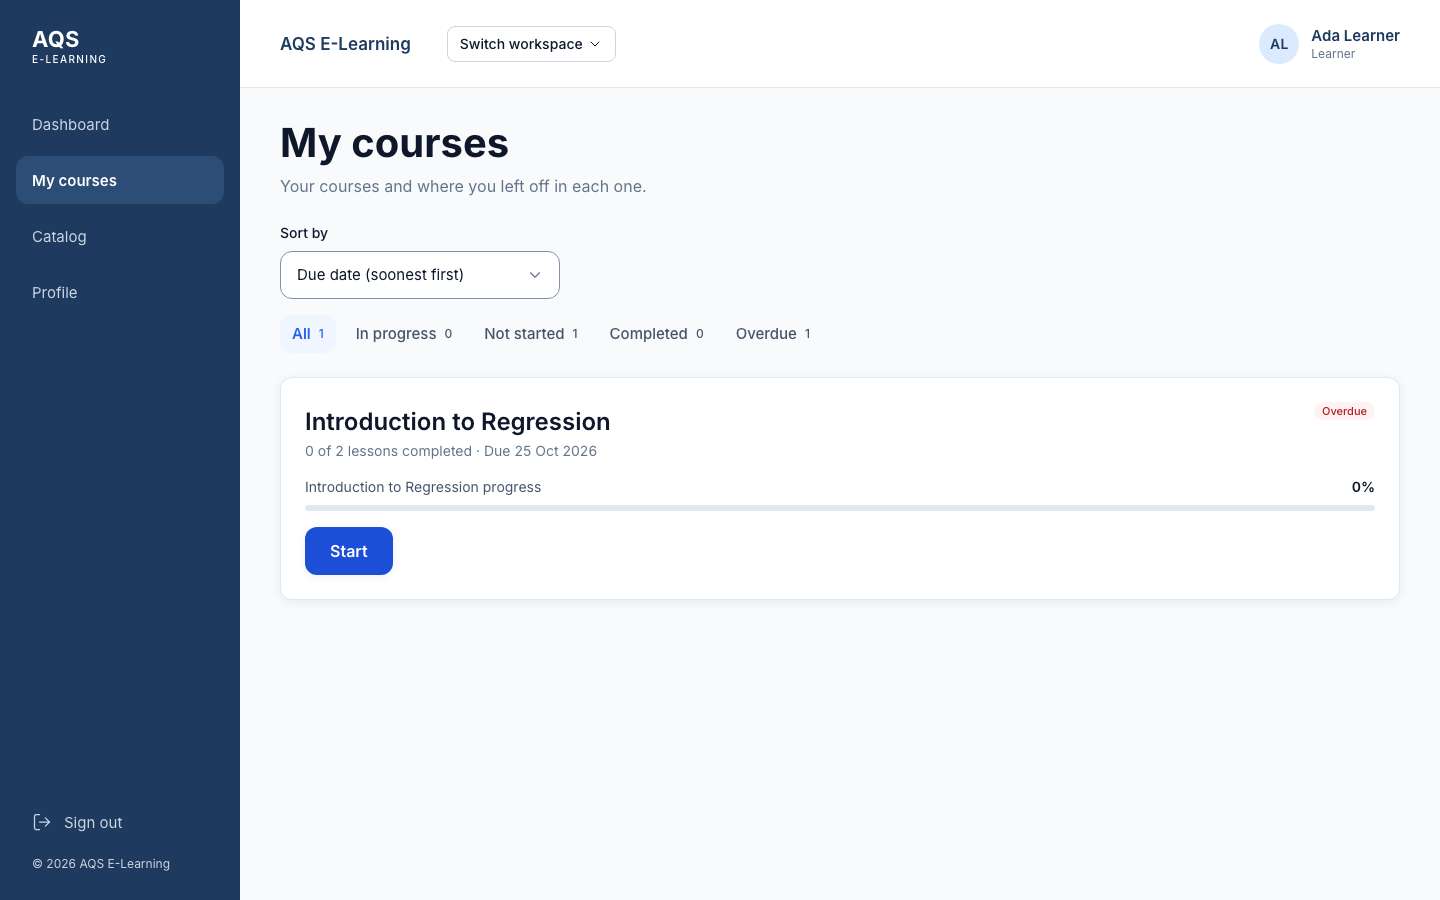 AQS
E-LEARNING
Dashboard
My courses
Catalog
Profile
Sign out
© 2026 AQS E-Learning
AQS E-Learning
Switch workspace
AL
Ada Learner
Learner
My courses
Your courses and where you left off in each one.
Sort by
Due date (soonest first)
All 1 In progress 0 Not started 1 Completed 0 Overdue 1
Introduction to Regression
Overdue
0 of 2 lessons completed · Due 25 Oct 2026
Introduction to Regression progress 0%
Start